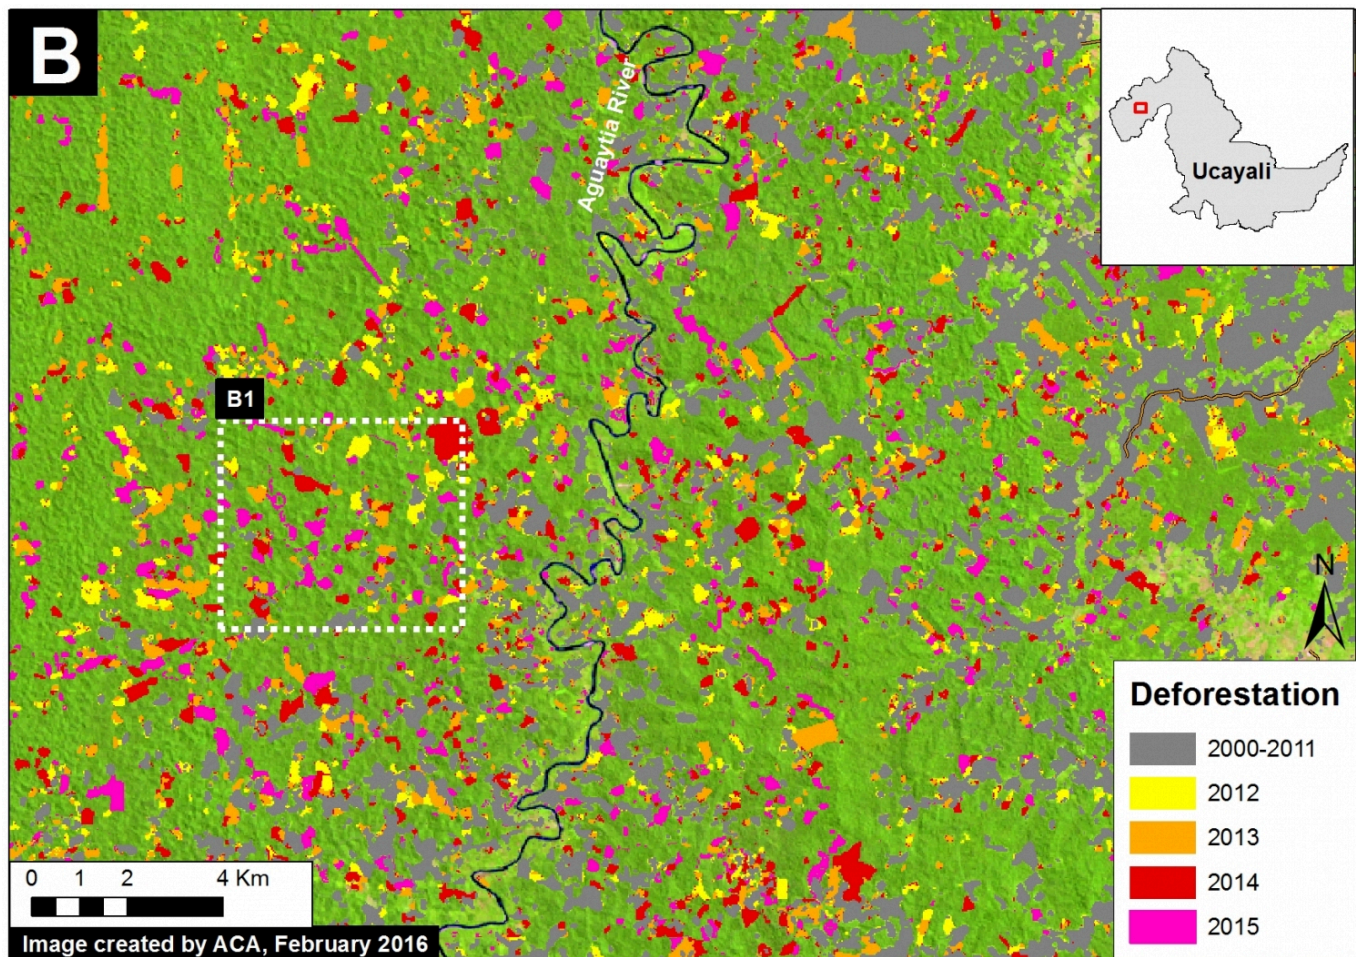 B
Aguaytia River
Ucayali
B1
N
Deforestation
2000-2011
2012
2013
2014
2015
0 1 2 4 Km
Image created by ACA, February 2016